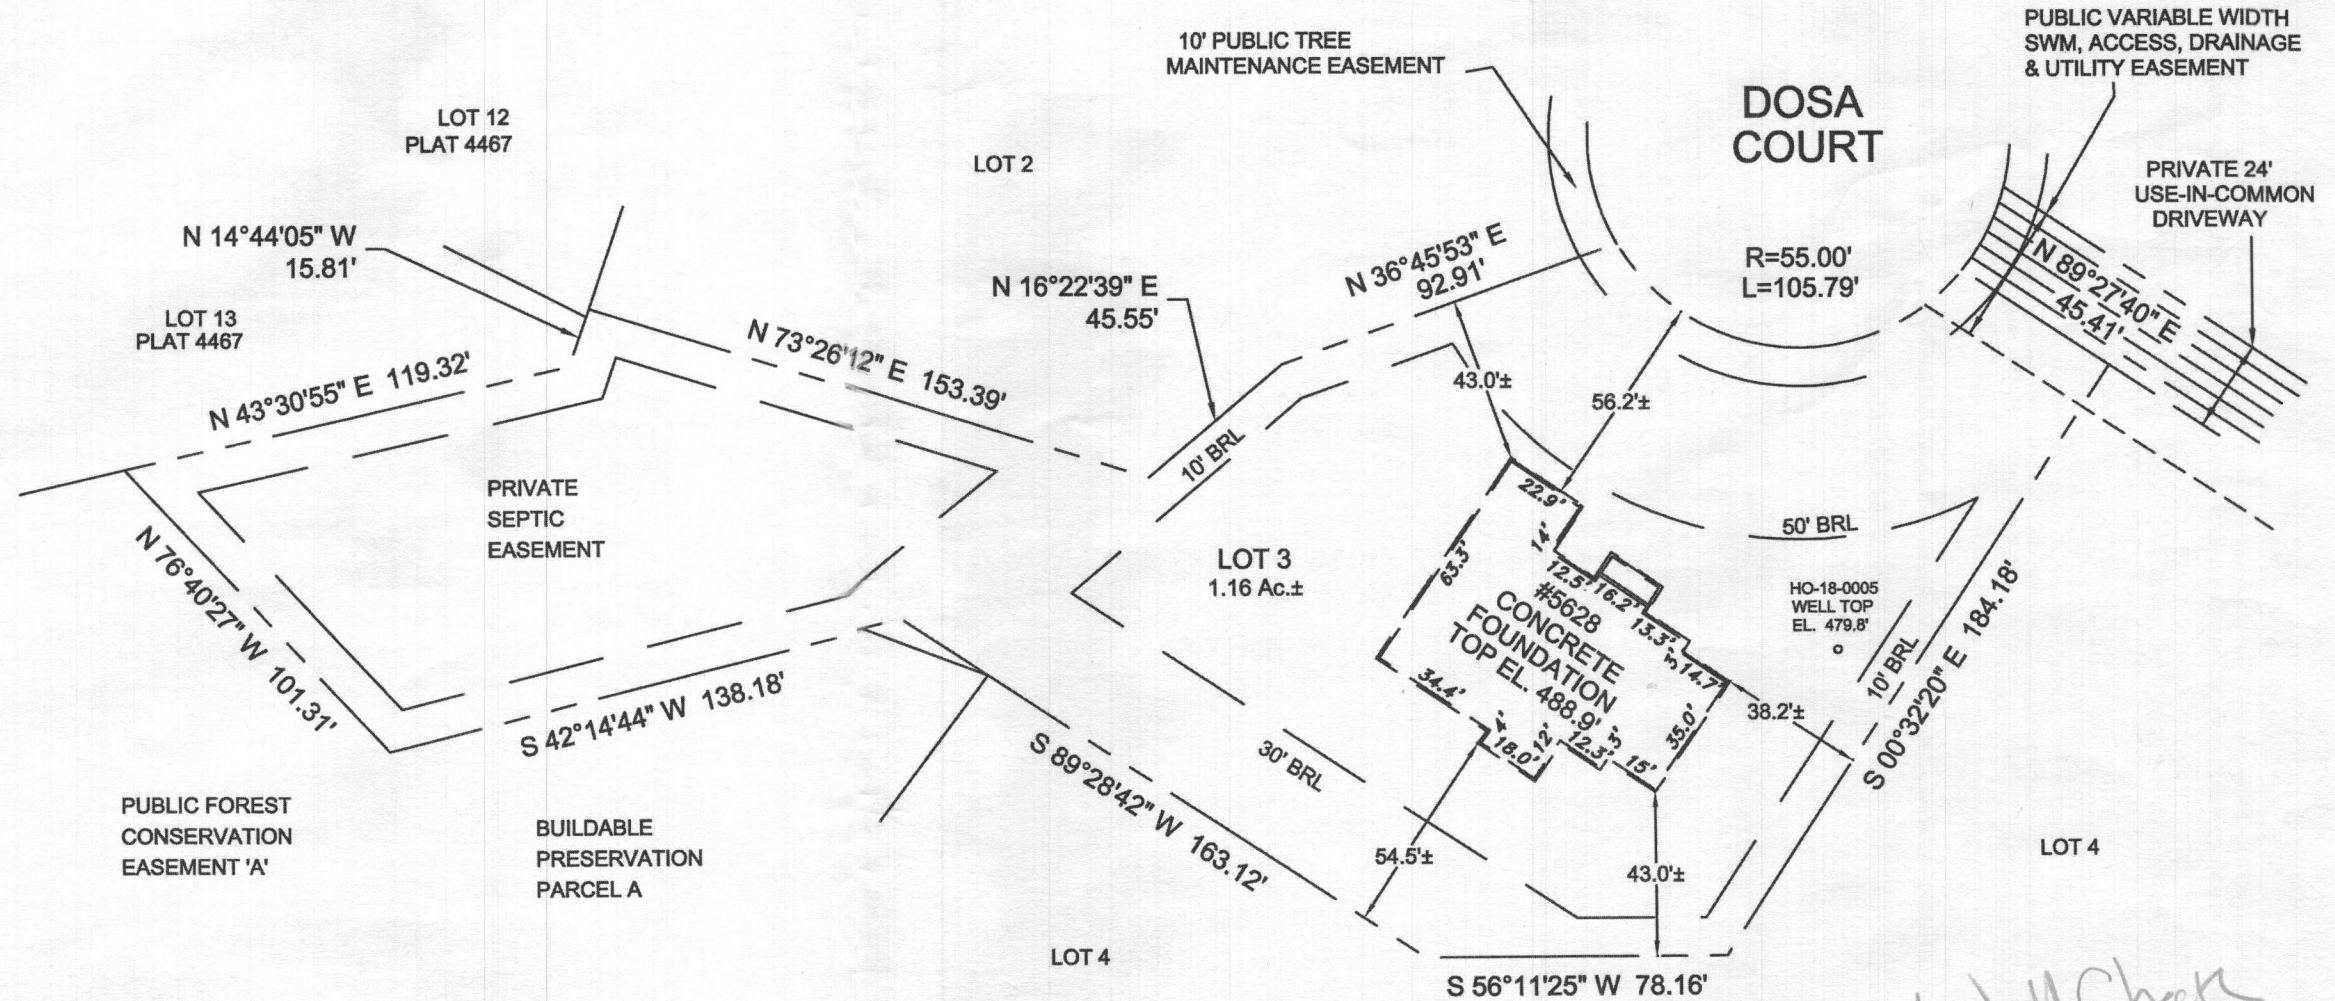 PUBLIC VARIABLE WIDTH
SWM, ACCESS, DRAINAGE
& UTILITY EASEMENT
10' PUBLIC TREE
MAINTENANCE EASEMENT
DOSA
COURT
LOT 12
PLAT 4467
LOT 2
PRIVATE 24'
USE-IN-COMMON
DRIVEWAY
N 14°44'05" W
15.81'
N 36°45'53" E
92.91'
R=55.00'
L=105.79'
N 89°27'40" E
45.41'
N 16°22'39" E
45.55'
LOT 13
PLAT 4467
N 73°26'12" E 153.39'
N 43°30'55" E 119.32'
43.0'±
56.2'±
10' BRL
PRIVATE
SEPTIC
EASEMENT
22.9'
14'
50' BRL
LOT 3
1.16 Ac.±
63.3'
12.5'
16.2'
13.3'
5'
14.7'
#5628
CONCRETE
FOUNDATION
TOP EL. 488.9'
HO-18-0005
WELL TOP
EL. 479.8'
N 76°40'27" W 101.31'
S 42°14'44" W 138.18'
34.4'
4'
18.0'
12'
12.3'
3'
15'
35.0'
38.2'±
10' BRL
S 00°32'20" E 184.18'
30' BRL
S 89°28'42" W 163.12'
PUBLIC FOREST
CONSERVATION
EASEMENT 'A'
BUILDABLE
PRESERVATION
PARCEL A
54.5'±
43.0'±
LOT 4
LOT 4
S 56°11'25" W 78.16'